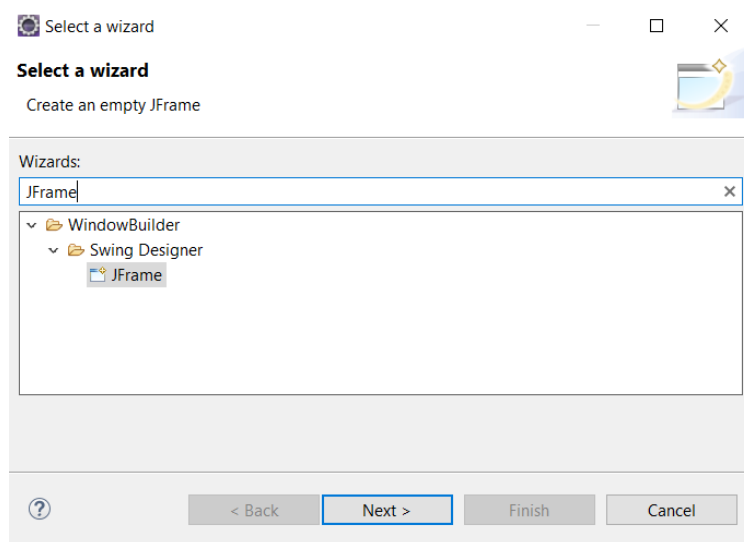 Select a wizard
Select a wizard
Create an empty JFrame
Wizards:
JFrame
WindowBuilder
Swing Designer
JFrame
< Back Next > Finish Cancel